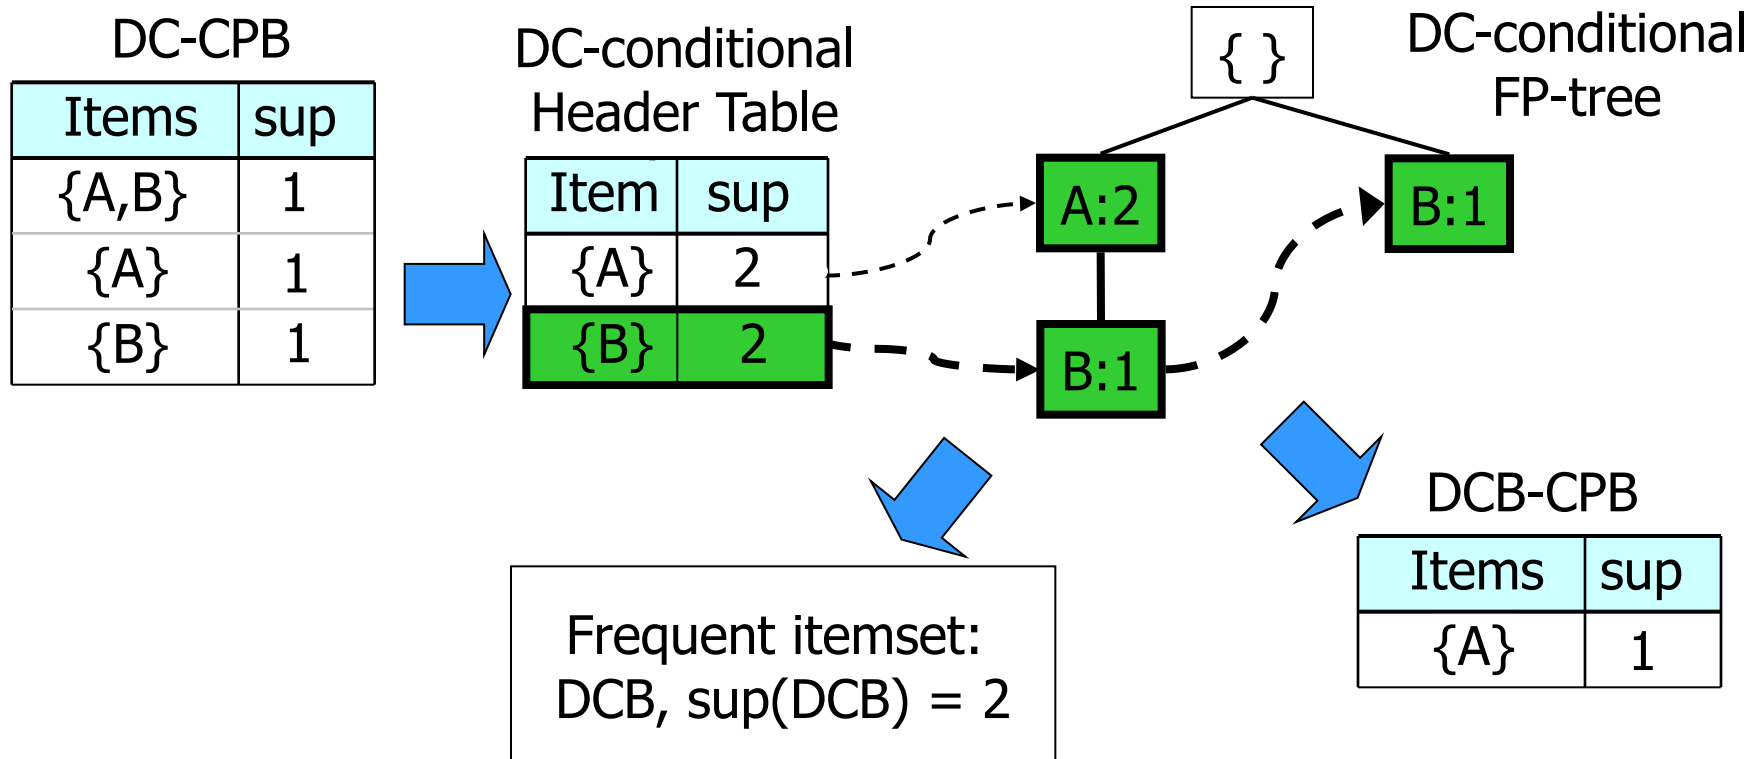 DC-CPB
Items sup
{A,B} 1
{A} 1
{B} 1
DC-conditional
Header Table
Item sup
{A} 2
{B} 2
{ }
A:2
B:1
B:1
DC-conditional
FP-tree
Frequent itemset:
DCB, sup(DCB) = 2
DCB-CPB
Items sup
{A} 1